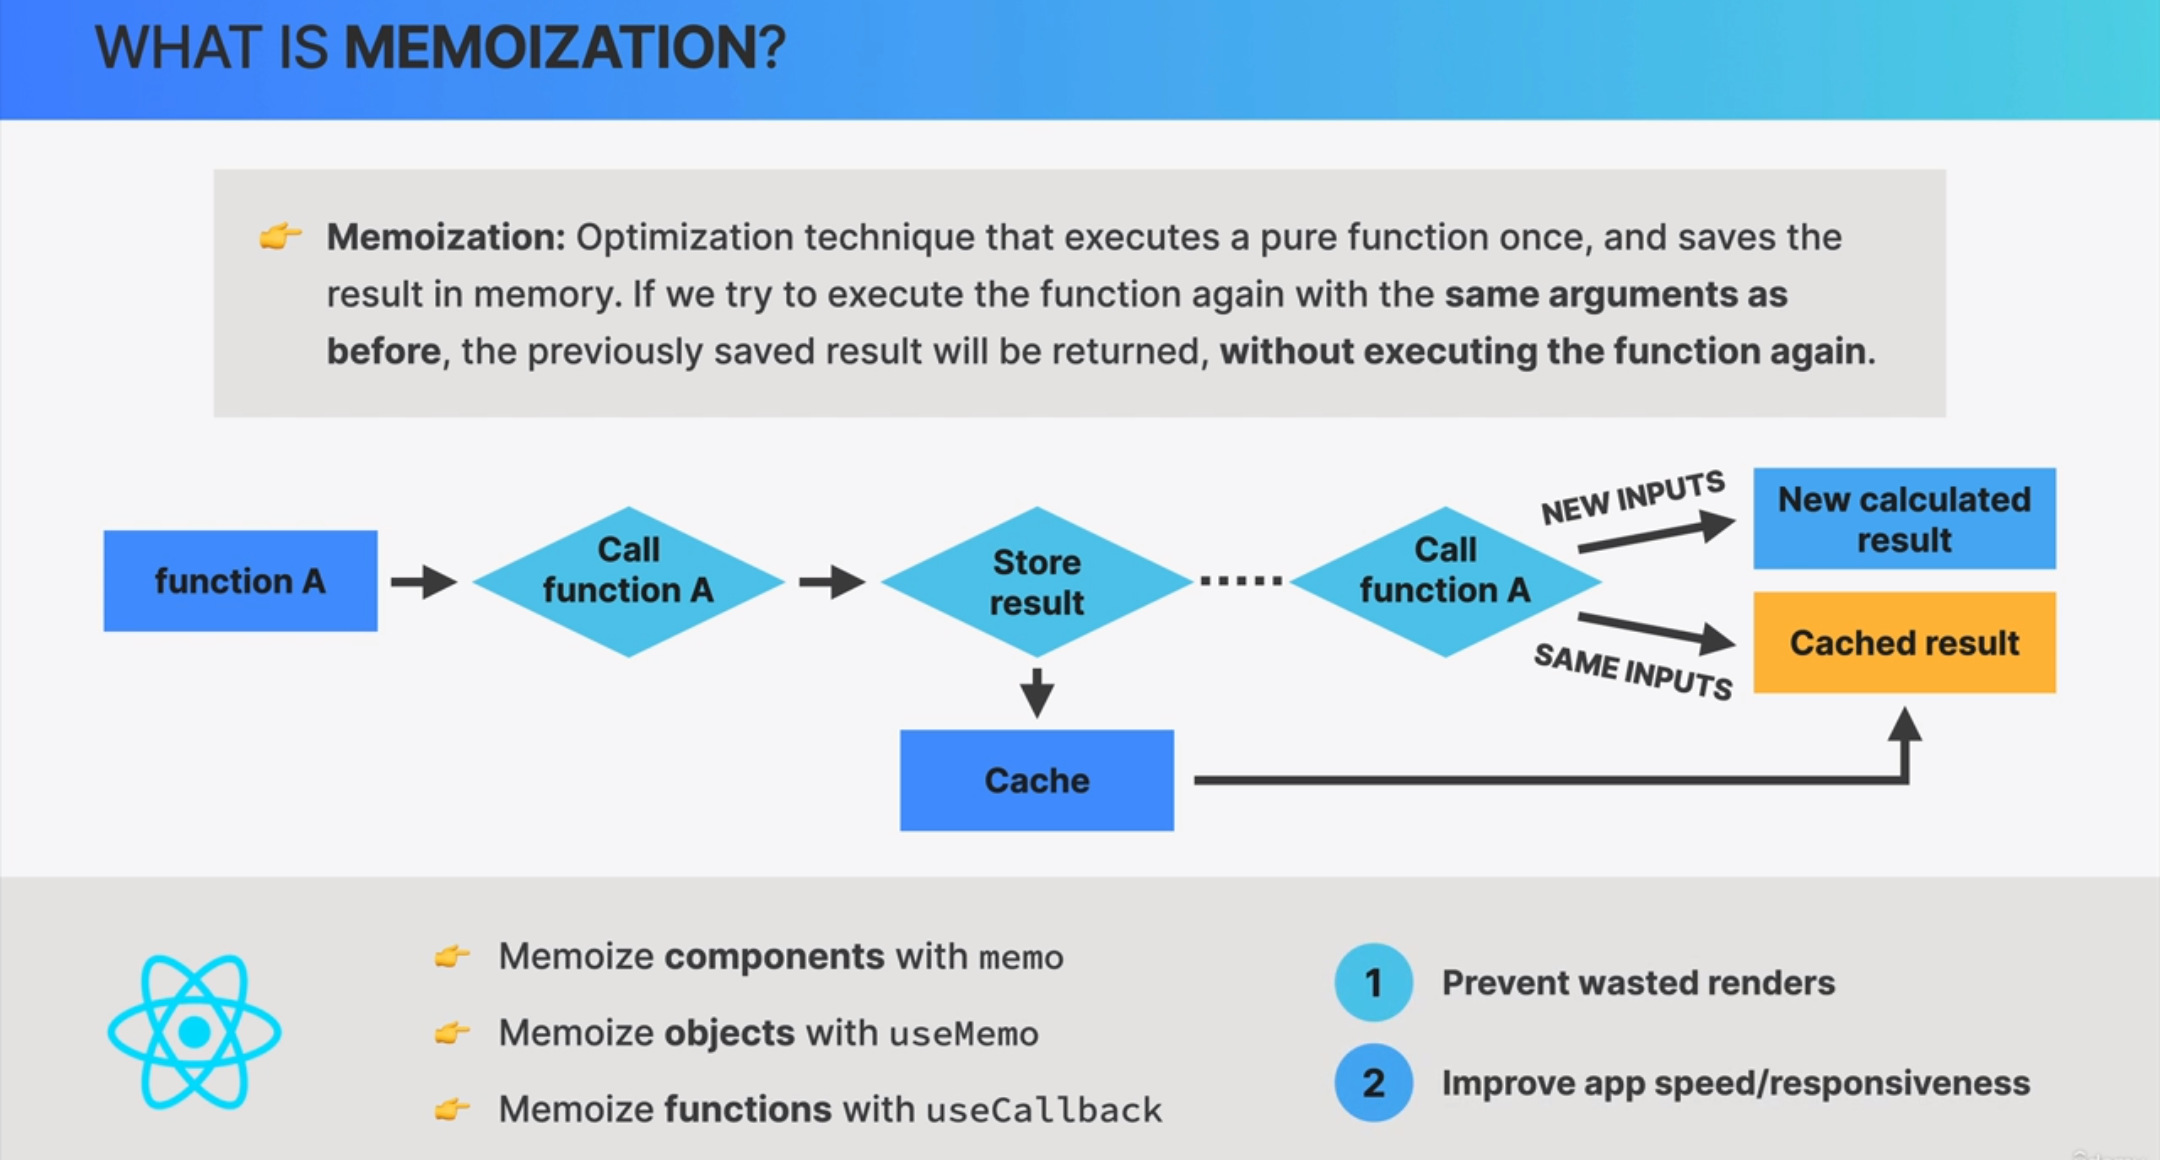 WHAT IS MEMOIZATION?
👉 Memoization: Optimization technique that executes a pure function once, and saves the
result in memory. If we try to execute the function again with the same arguments as
before, the previously saved result will be returned, without executing the function again.
function A
Call
function A
Store
result
Call
function A
NEW INPUTS
New calculated
result
SAME INPUTS
Cached result
Cache
👉 Memoize components with memo
👉 Memoize objects with useMemo
👉 Memoize functions with useCallback
1 Prevent wasted renders
2 Improve app speed/responsiveness